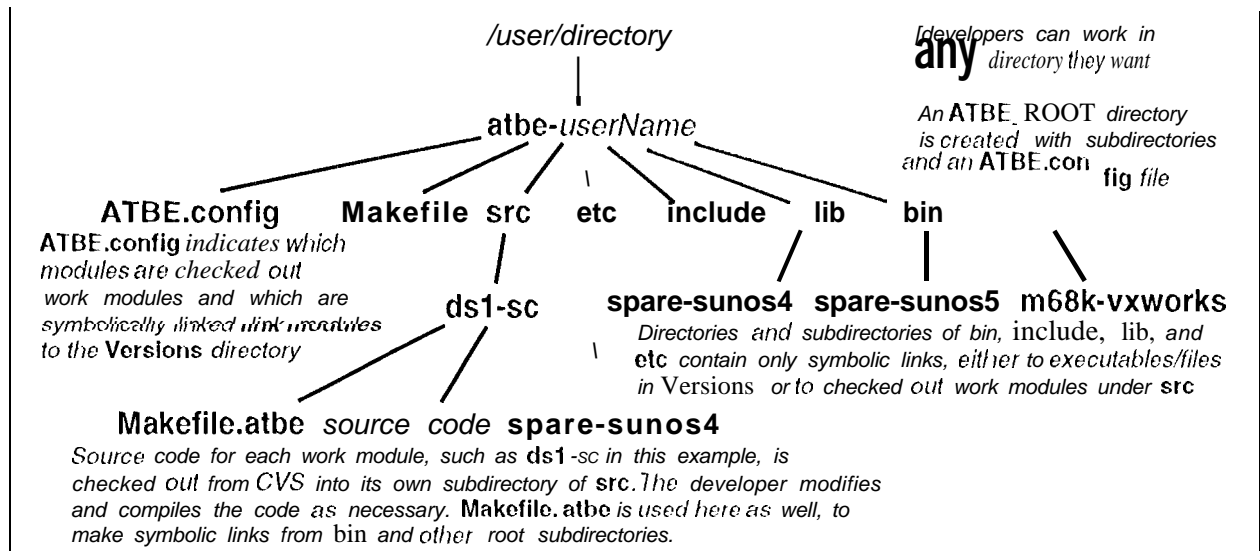 /user/directory
[developers can work in
any directory they want
An ATBE_ROOT directory
is created with subdirectories
and an ATBE.con
fig file
atbe-userName
ATBE.config Makefile src etc include lib bin
ATBE.config indicates which
modules are checked out
work modules and which are
symbolically linked
to the Versions directory
ds1-sc
spare-sunos4 spare-sunos5 m68k-vxworks
Directories and subdirectories of bin, include, lib, and
etc contain only symbolic links, either to executables/files
in Versions or to checked out work modules under src
Makefile.atbe source code spare-sunos4
Source code for each work module, such as ds1-sc in this example, is
checked out from CVS into its own subdirectory of src. The developer modifies
and compiles the code as necessary. Makefile.atbe is used here as well, to
make symbolic links from bin and other root subdirectories.